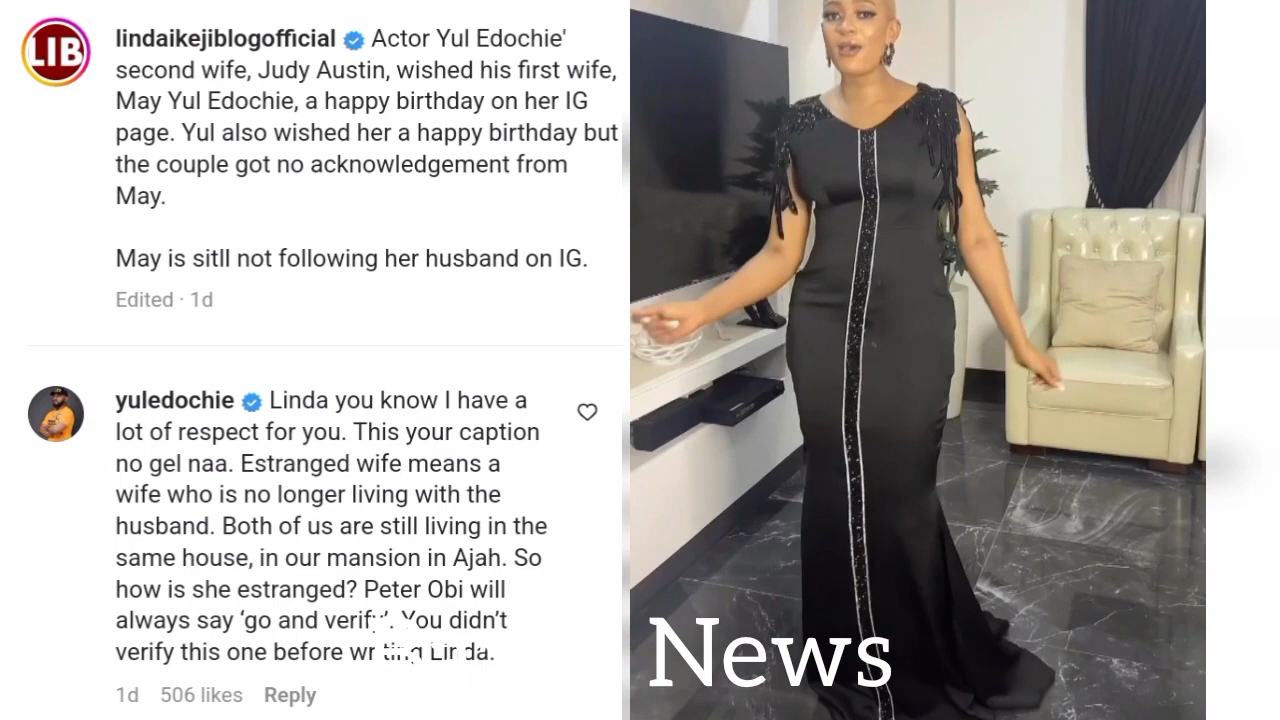 LIB
lindaikejiblogofficial Actor Yul Edochie'
second wife, Judy Austin, wished his first wife,
May Yul Edochie, a happy birthday on her IG
page. Yul also wished her a happy birthday but
the couple got no acknowledgement from
May.
May is sitll not following her husband on IG.
Edited · 1d
yuledochie Linda you know I have a
lot of respect for you. This your caption
no gel naa. Estranged wife means a
wife who is no longer living with the
husband. Both of us are still living in the
same house, in our mansion in Ajah. So
how is she estranged? Peter Obi will
always say ‘go and verify’. You didn’t
verify this one before writing Linda.
1d 506 likes Reply
News